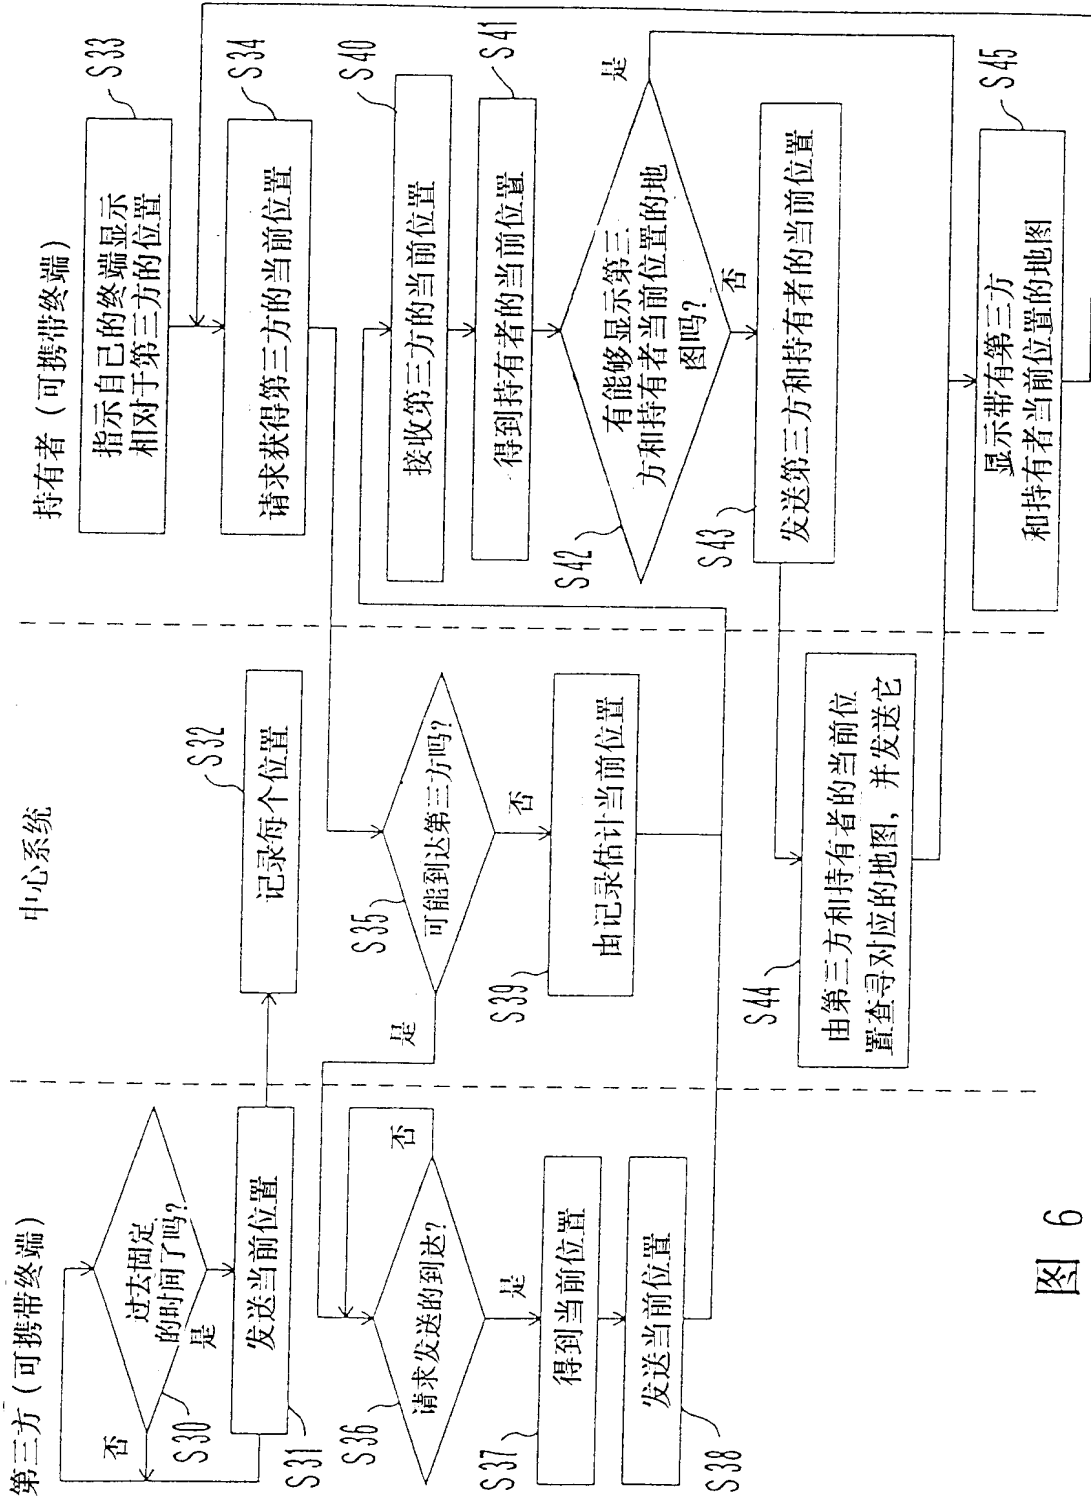 第三方（可携带终端）
过去固定
的时间了吗?
是
否
S30
发送当前位置
S31
请求发送的到达?
否
是
S36
得到当前位置
S37
发送当前位置
S38
中心系统
记录每个位置
S32
可能到达第三方吗?
S35
是
否
由记录估计当前位置
S39
由第三方和持有者的当前位
置查寻对应的地图，并发送它
S44
持有者（可携带终端）
指示自己的终端显示
相对于第三方的位置
S33
请求获得第三方的当前位置
S34
接收第三方的当前位置
S40
得到持有者的当前位置
S41
有能够显示第三
方和持有者当前位置的地
图吗?
S42
是
否
发送第三方和持有者的当前位置
S43
显示带有第三方
和持有者当前位置的地图
S45
图 6